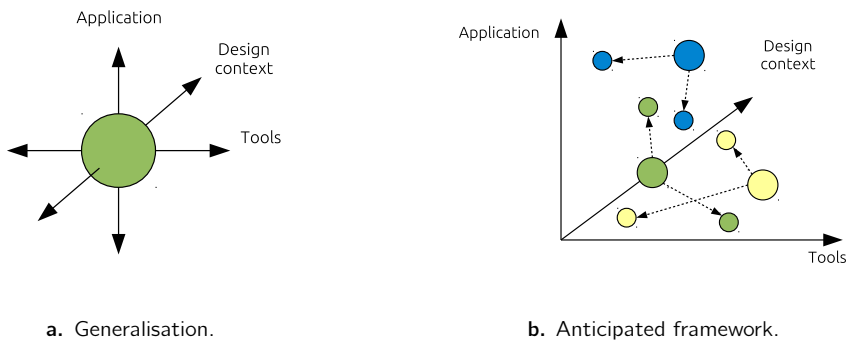 Application
Design
context
Tools
a. Generalisation.
Application
Design
context
Tools
b. Anticipated framework.